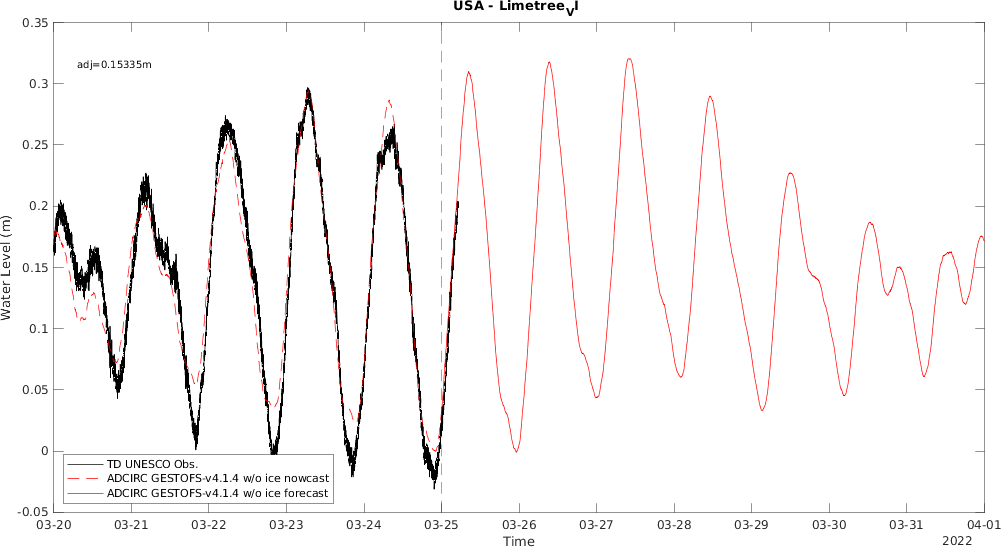 USA - Limetree_VI
0.35
adj=0.15335m
0.3
0.25
0.2
0.15
0.1
0.05
0
-0.05
Water Level (m)
TD UNESCO Obs.
ADCIRC GESTOFS-v4.1.4 w/o ice nowcast
ADCIRC GESTOFS-v4.1.4 w/o ice forecast
03-20 03-21 03-22 03-23 03-24 03-25 03-26 03-27 03-28 03-29 03-30 03-31 04-01
Time
2022